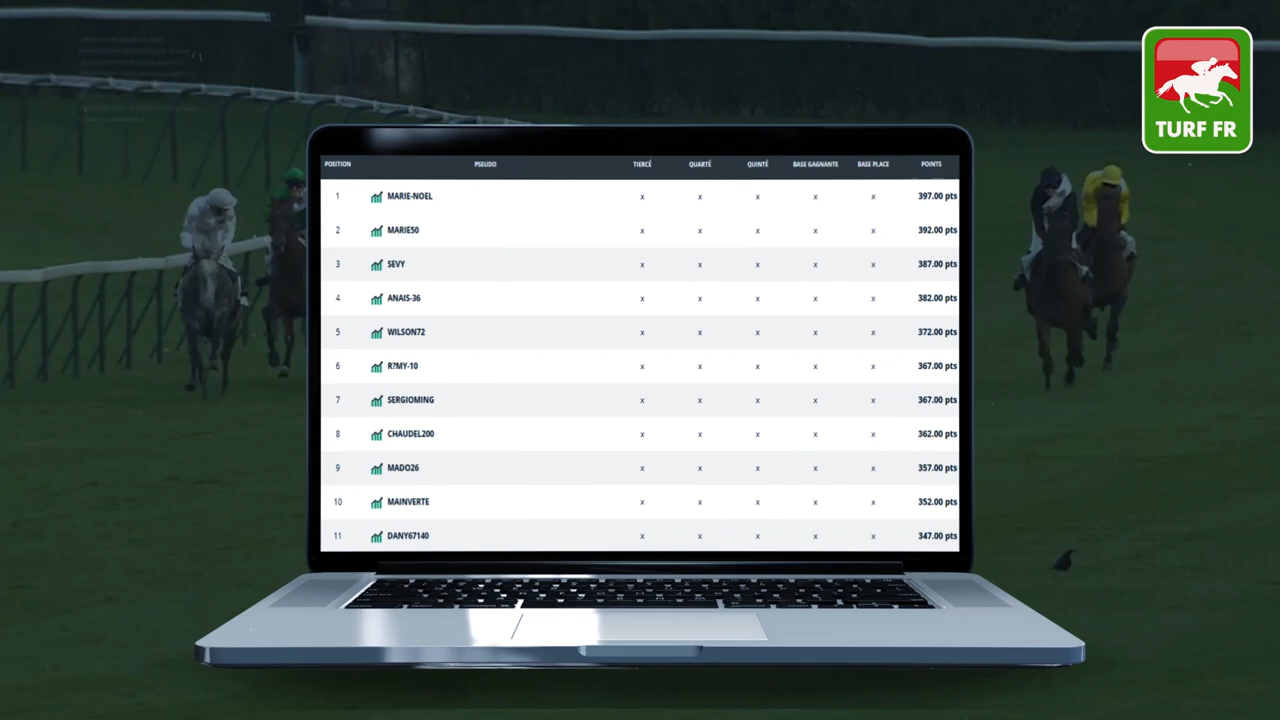 TURF FR
POSITION PSEUDO TIERCÉ QUARTÉ QUINTÉ BASE GAGNANTE BASE PLACE POINTS
1 MARIE-NOEL x x x x x 397.00 pts
2 MARIE50 x x x x x 392.00 pts
3 SEVY x x x x x 387.00 pts
4 ANAIS-36 x x x x x 382.00 pts
5 WILSON72 x x x x x 372.00 pts
6 R?MY-10 x x x x x 367.00 pts
7 SERGIOMING x x x x x 367.00 pts
8 CHAUDEL200 x x x x x 362.00 pts
9 MADO26 x x x x x 357.00 pts
10 MAINVERTE x x x x x 352.00 pts
11 DANY67140 x x x x x 347.00 pts